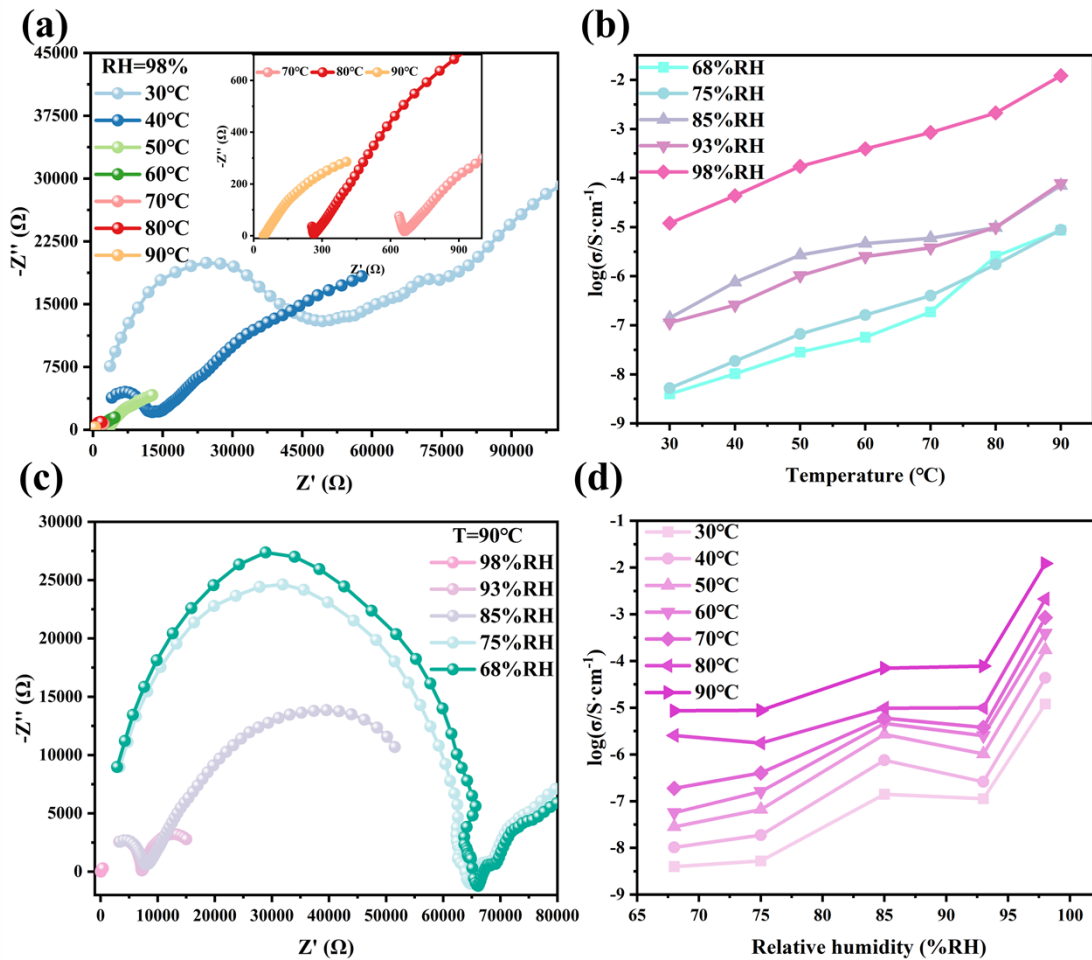 (a)
RH=98%
30℃
40℃
50℃
60℃
70℃
80℃
90℃
45000
37500
30000
22500
15000
7500
0
-Z'' (Ω)
0 15000 30000 45000 60000 75000 90000
Z' (Ω)
70℃ 80℃ 90℃
600
400
200
0
-Z'' (Ω)
0 300 600 900
Z' (Ω)
(b)
68%RH
75%RH
85%RH
93%RH
98%RH
-2
-3
-4
-5
-6
-7
-8
-9
log(σ/S·cm⁻¹)
30 40 50 60 70 80 90
Temperature (℃)
(c)
T=90℃
98%RH
93%RH
85%RH
75%RH
68%RH
30000
25000
20000
15000
10000
5000
0
-Z'' (Ω)
0 10000 20000 30000 40000 50000 60000 70000 80000
Z' (Ω)
(d)
30℃
40℃
50℃
60℃
70℃
80℃
90℃
-1
-2
-3
-4
-5
-6
-7
-8
-9
log(σ/S·cm⁻¹)
65 70 75 80 85 90 95 100
Relative humidity (%RH)